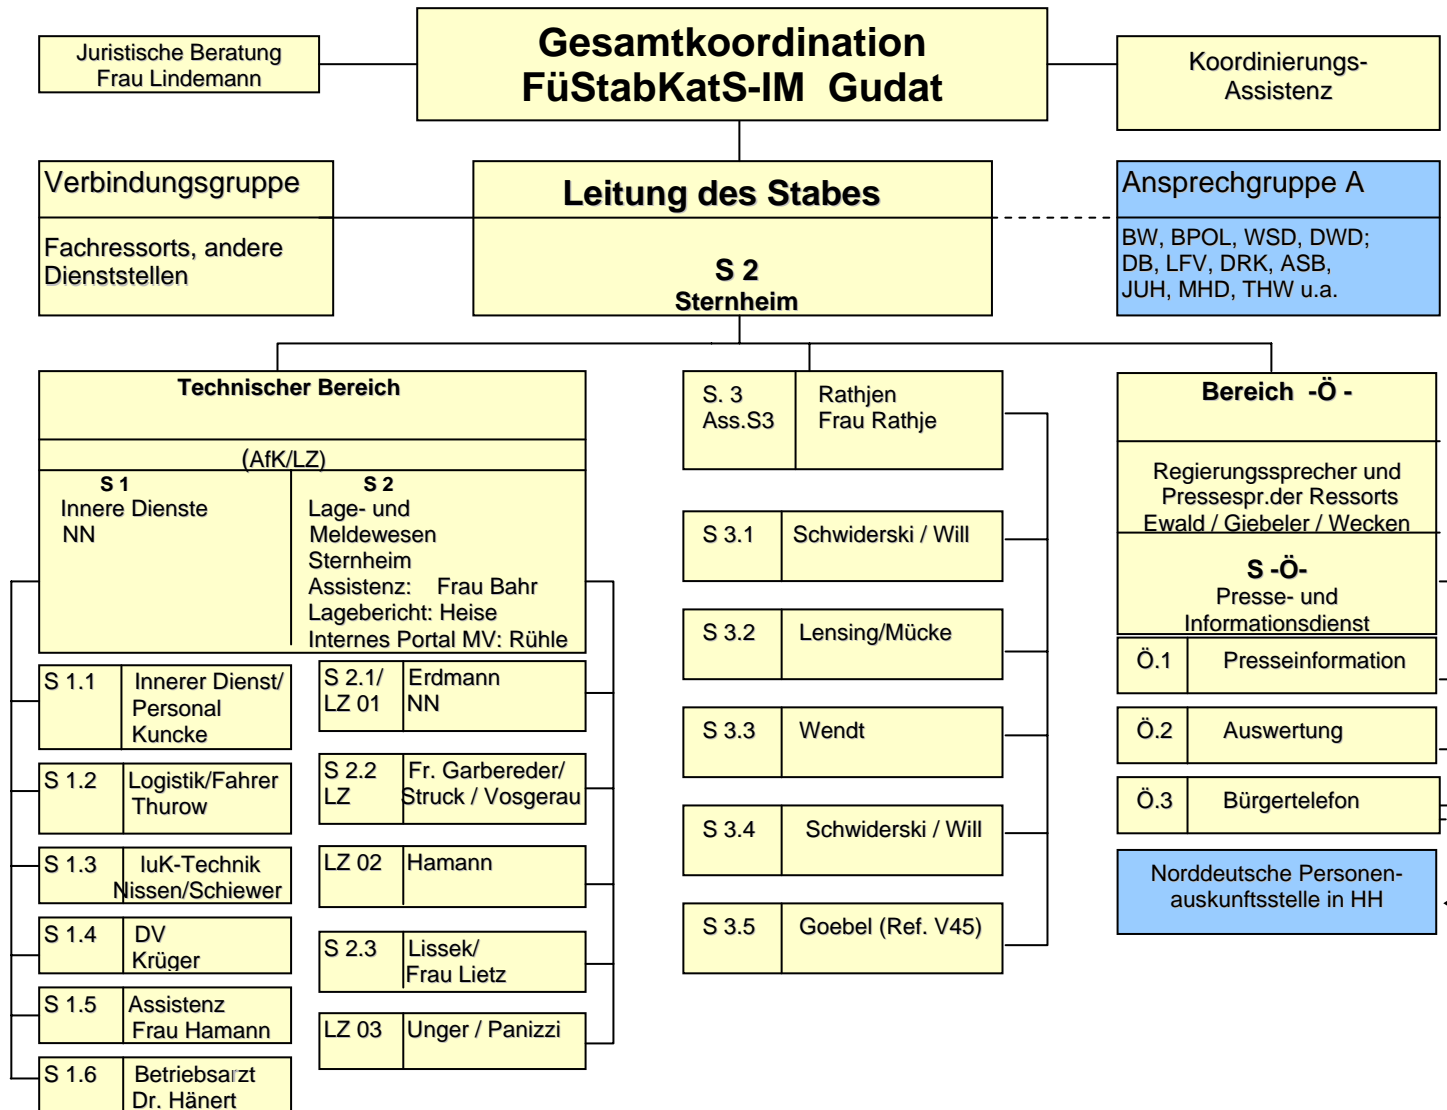 Juristische Beratung
Frau Lindemann
Gesamtkoordination
FüStabKatS-IM Gudat
Koordinierungs-
Assistenz
Verbindungsgruppe
Fachressorts, andere
Dienststellen
Leitung des Stabes
S 2
Sternheim
Ansprechgruppe A
BW, BPOL, WSD, DWD;
DB, LFV, DRK, ASB,
JUH, MHD, THW u.a.
Technischer Bereich
(AfK/LZ)
S 1
Innere Dienste
NN
S 2
Lage- und
Meldewesen
Sternheim
Assistenz: Frau Bahr
Lagebericht: Heise
Internes Portal MV: Rühle
S 1.1 Innerer Dienst/
Personal
Kuncke
S 1.2 Logistik/Fahrer
Thurow
S 1.3 IuK-Technik
Nissen/Schiewer
S 1.4 DV
Krüger
S 1.5 Assistenz
Frau Hamann
S 1.6 Betriebsarzt
Dr. Hänert
S 2.1/ Erdmann
LZ 01 NN
S 2.2 Fr. Garbereder/
LZ Struck / Vosgerau
LZ 02 Hamann
S 2.3 Lissek/
Frau Lietz
LZ 03 Unger / Panizzi
S. 3 Rathjen
Ass.S3 Frau Rathje
S 3.1 Schwiderski / Will
S 3.2 Lensing/Mücke
S 3.3 Wendt
S 3.4 Schwiderski / Will
S 3.5 Goebel (Ref. V45)
Bereich -Ö -
Regierungssprecher und
Pressespr.der Ressorts
Ewald / Giebeler / Wecken
S -Ö-
Presse- und
Informationsdienst
Ö.1 Presseinformation
Ö.2 Auswertung
Ö.3 Bürgertelefon
Norddeutsche Personen-
auskunftsstelle in HH